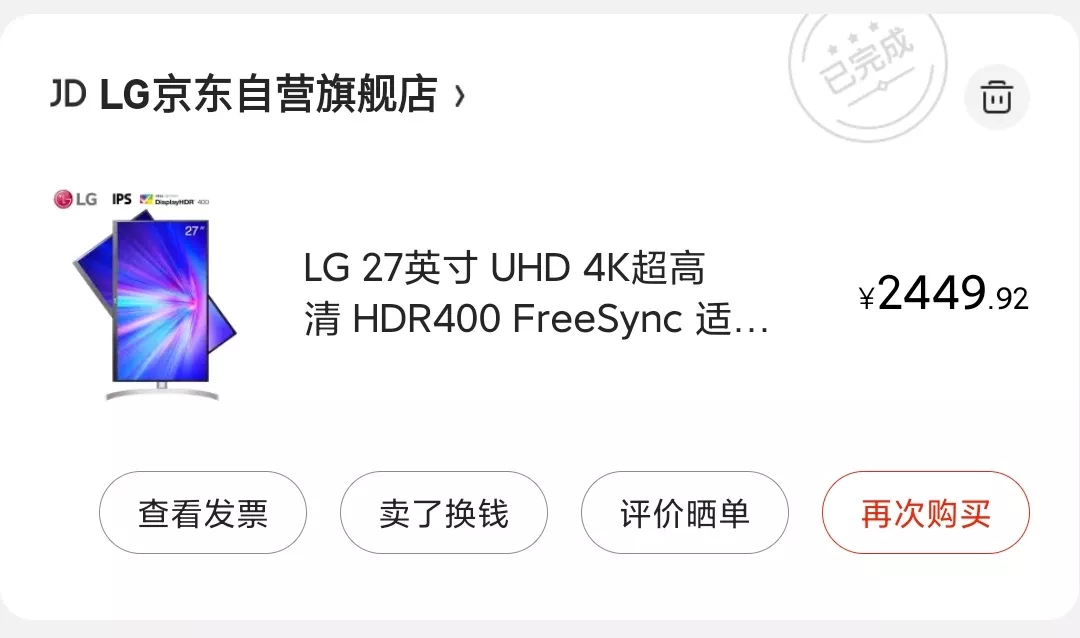 已完成
JD LG京东自营旗舰店 ›
LG IPS DisplayHDR 400
27"
LG 27英寸 UHD 4K超高
清 HDR400 FreeSync 适...
¥2449.92
查看发票 卖了换钱 评价晒单 再次购买